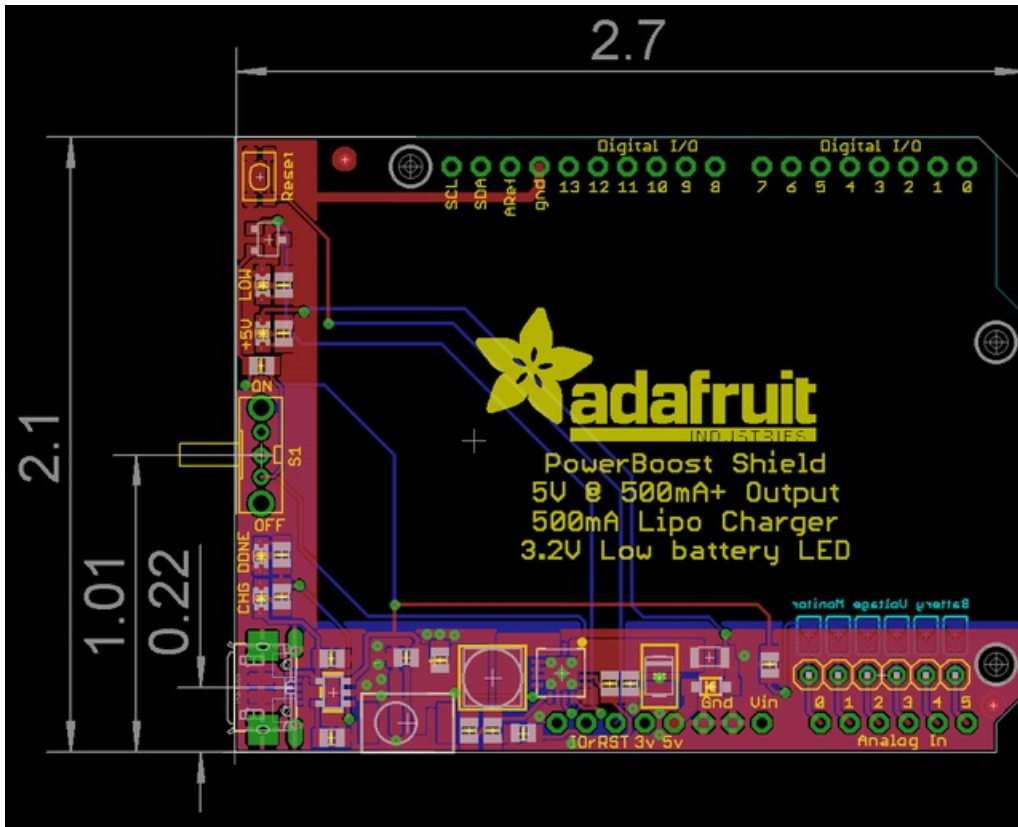 2.7
2.1
1.01
0.22
Digital I/O
Digital I/O
SCL
SDA
ARef
gnd
13 12 11 10 9 8
7 6 5 4 3 2 1 0
Reset
LOW
+5V
ON
S1
OFF
DONE
CHG
adafruit
INDUSTRIES
PowerBoost Shield
5V @ 500mA+ Output
500mA Lipo Charger
3.2V Low battery LED
Battery Voltage Monitor
0 1 2 3 4 5
Gnd Vin
IOrRST 3v 5v
Analog In